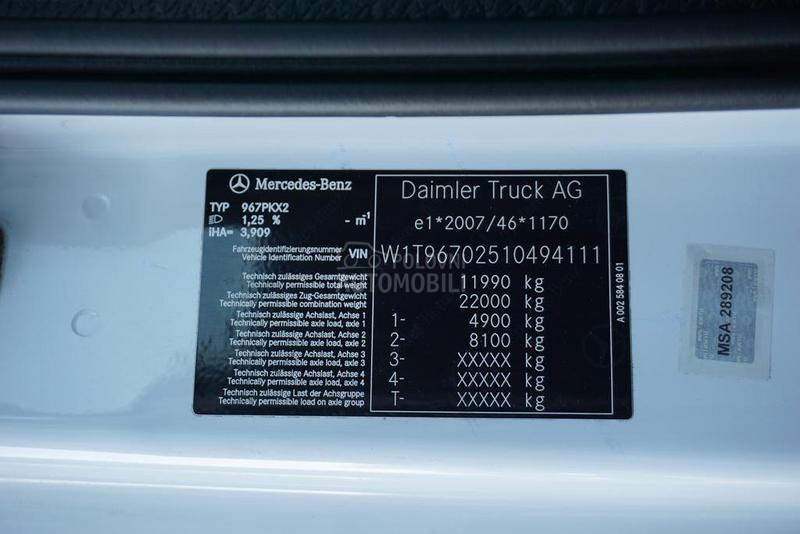 Mercedes-Benz
TYP 967PKX2
1,25 % - m⁻¹
iHA= 3,909
Fahrzeugidentifizierungsnummer
Vehicle Identification Number VIN
Daimler Truck AG
e1*2007/46*1170
W1T96702510494111
Technisch zulässiges Gesamtgewicht
Technically permissible total weight 11990 kg
Technisch zulässiges Zug-Gesamtgewicht
Technically permissible combination weight 22000 kg
Technisch zulässige Achslast, Achse 1
Technically permissible axle load, axle 1 1- 4900 kg
Technisch zulässige Achslast, Achse 2
Technically permissible axle load, axle 2 2- 8100 kg
Technisch zulässige Achslast, Achse 3
Technically permissible axle load, axle 3 3- XXXXX kg
Technisch zulässige Achslast, Achse 4
Technically permissible axle load, axle 4 4- XXXXX kg
Technisch zulässige Last der Achsgruppe
Technically permissible load on axle group T- XXXXX kg
A 002 584 08 01
MSA 289208
POLOVNI
AUTOMOBILI